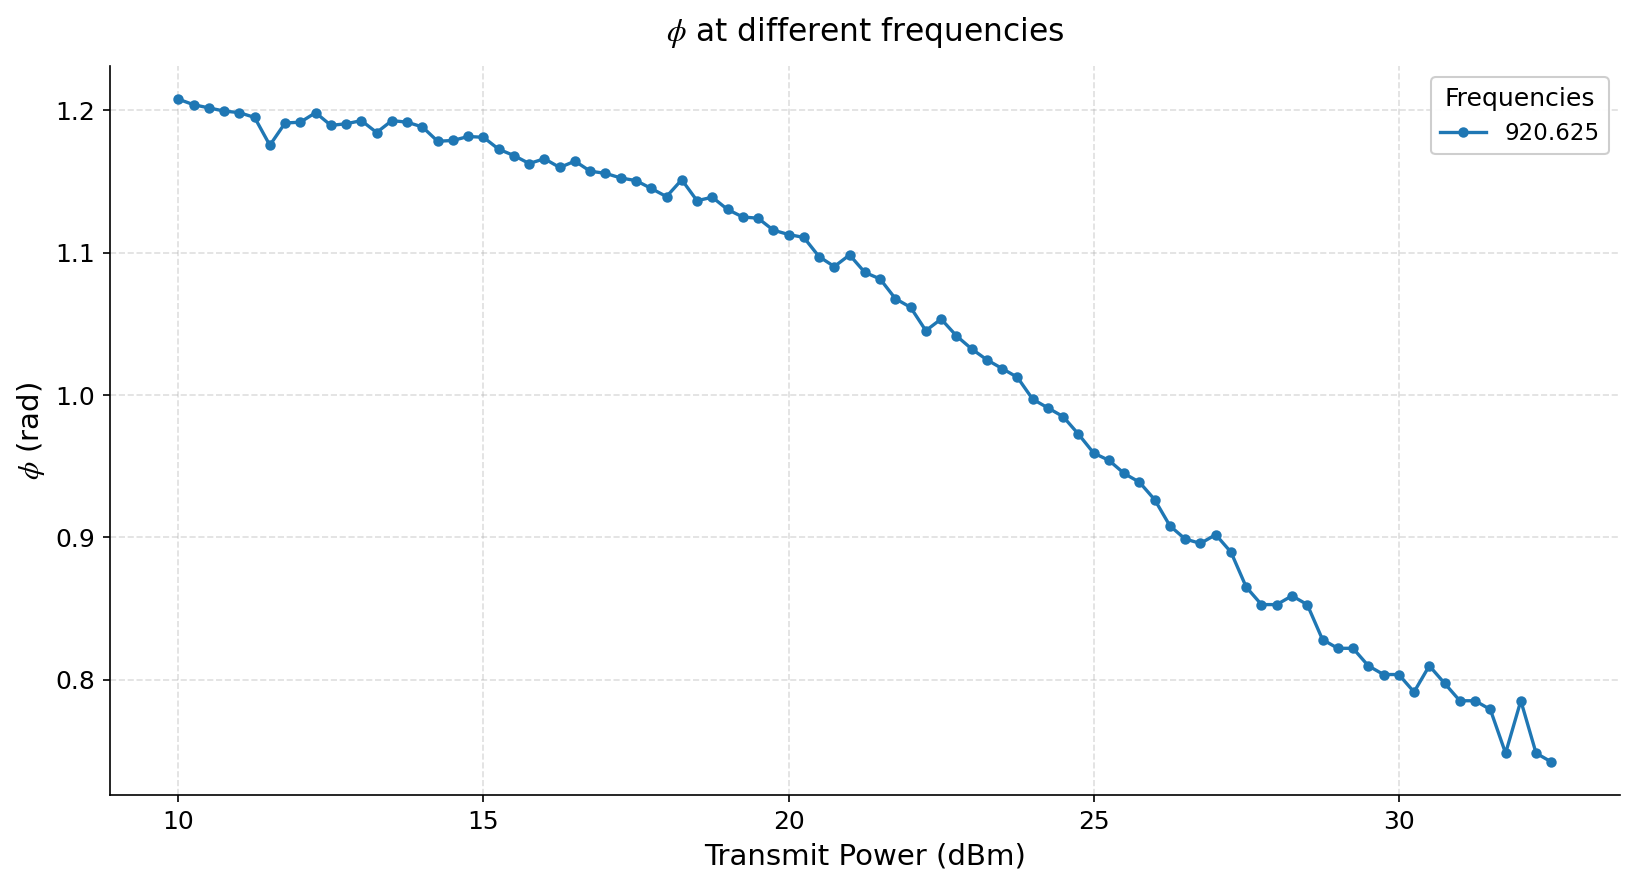 ϕ at different frequencies
Frequencies
920.625
ϕ (rad)
1.2
1.1
1.0
0.9
0.8
10 15 20 25 30
Transmit Power (dBm)